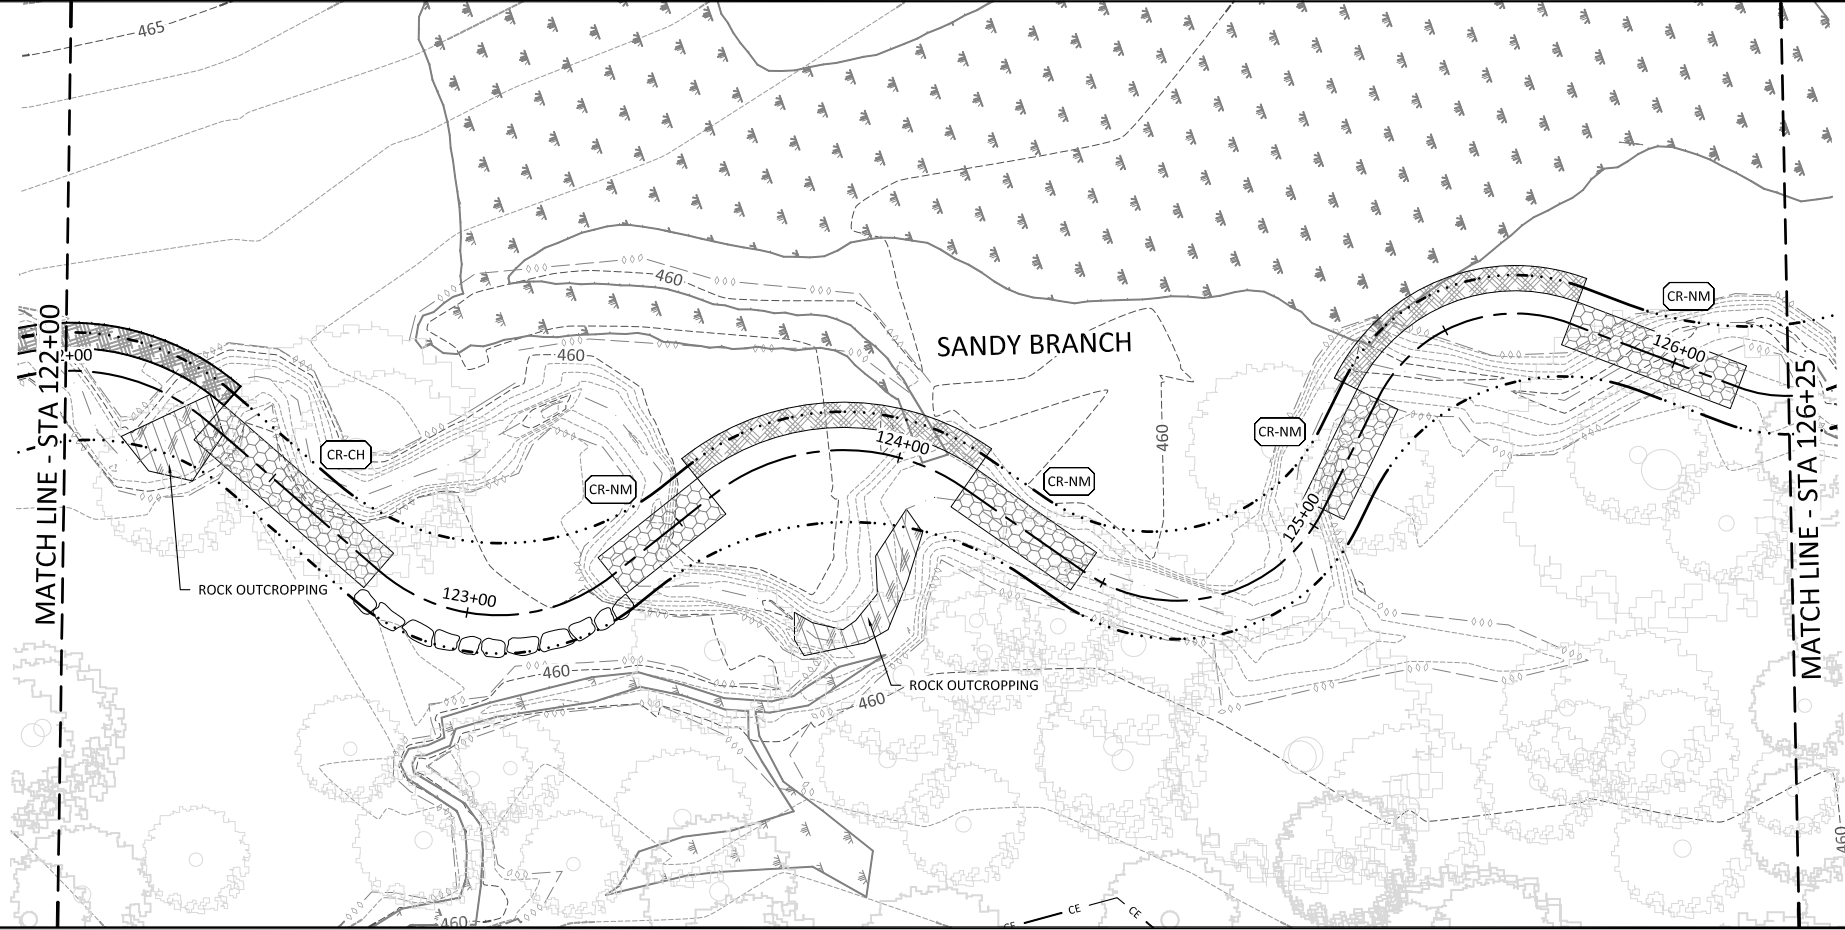 465
460
MATCH LINE - STA 122+00
+00
460
SANDY BRANCH
CR-NM
126+00
MATCH LINE - STA 126+25
CR-CH
CR-NM
124+00
CR-NM
460
CR-NM
125+00
ROCK OUTCROPPING
123+00
460
ROCK OUTCROPPING
460
460
460
CE
CE
CE